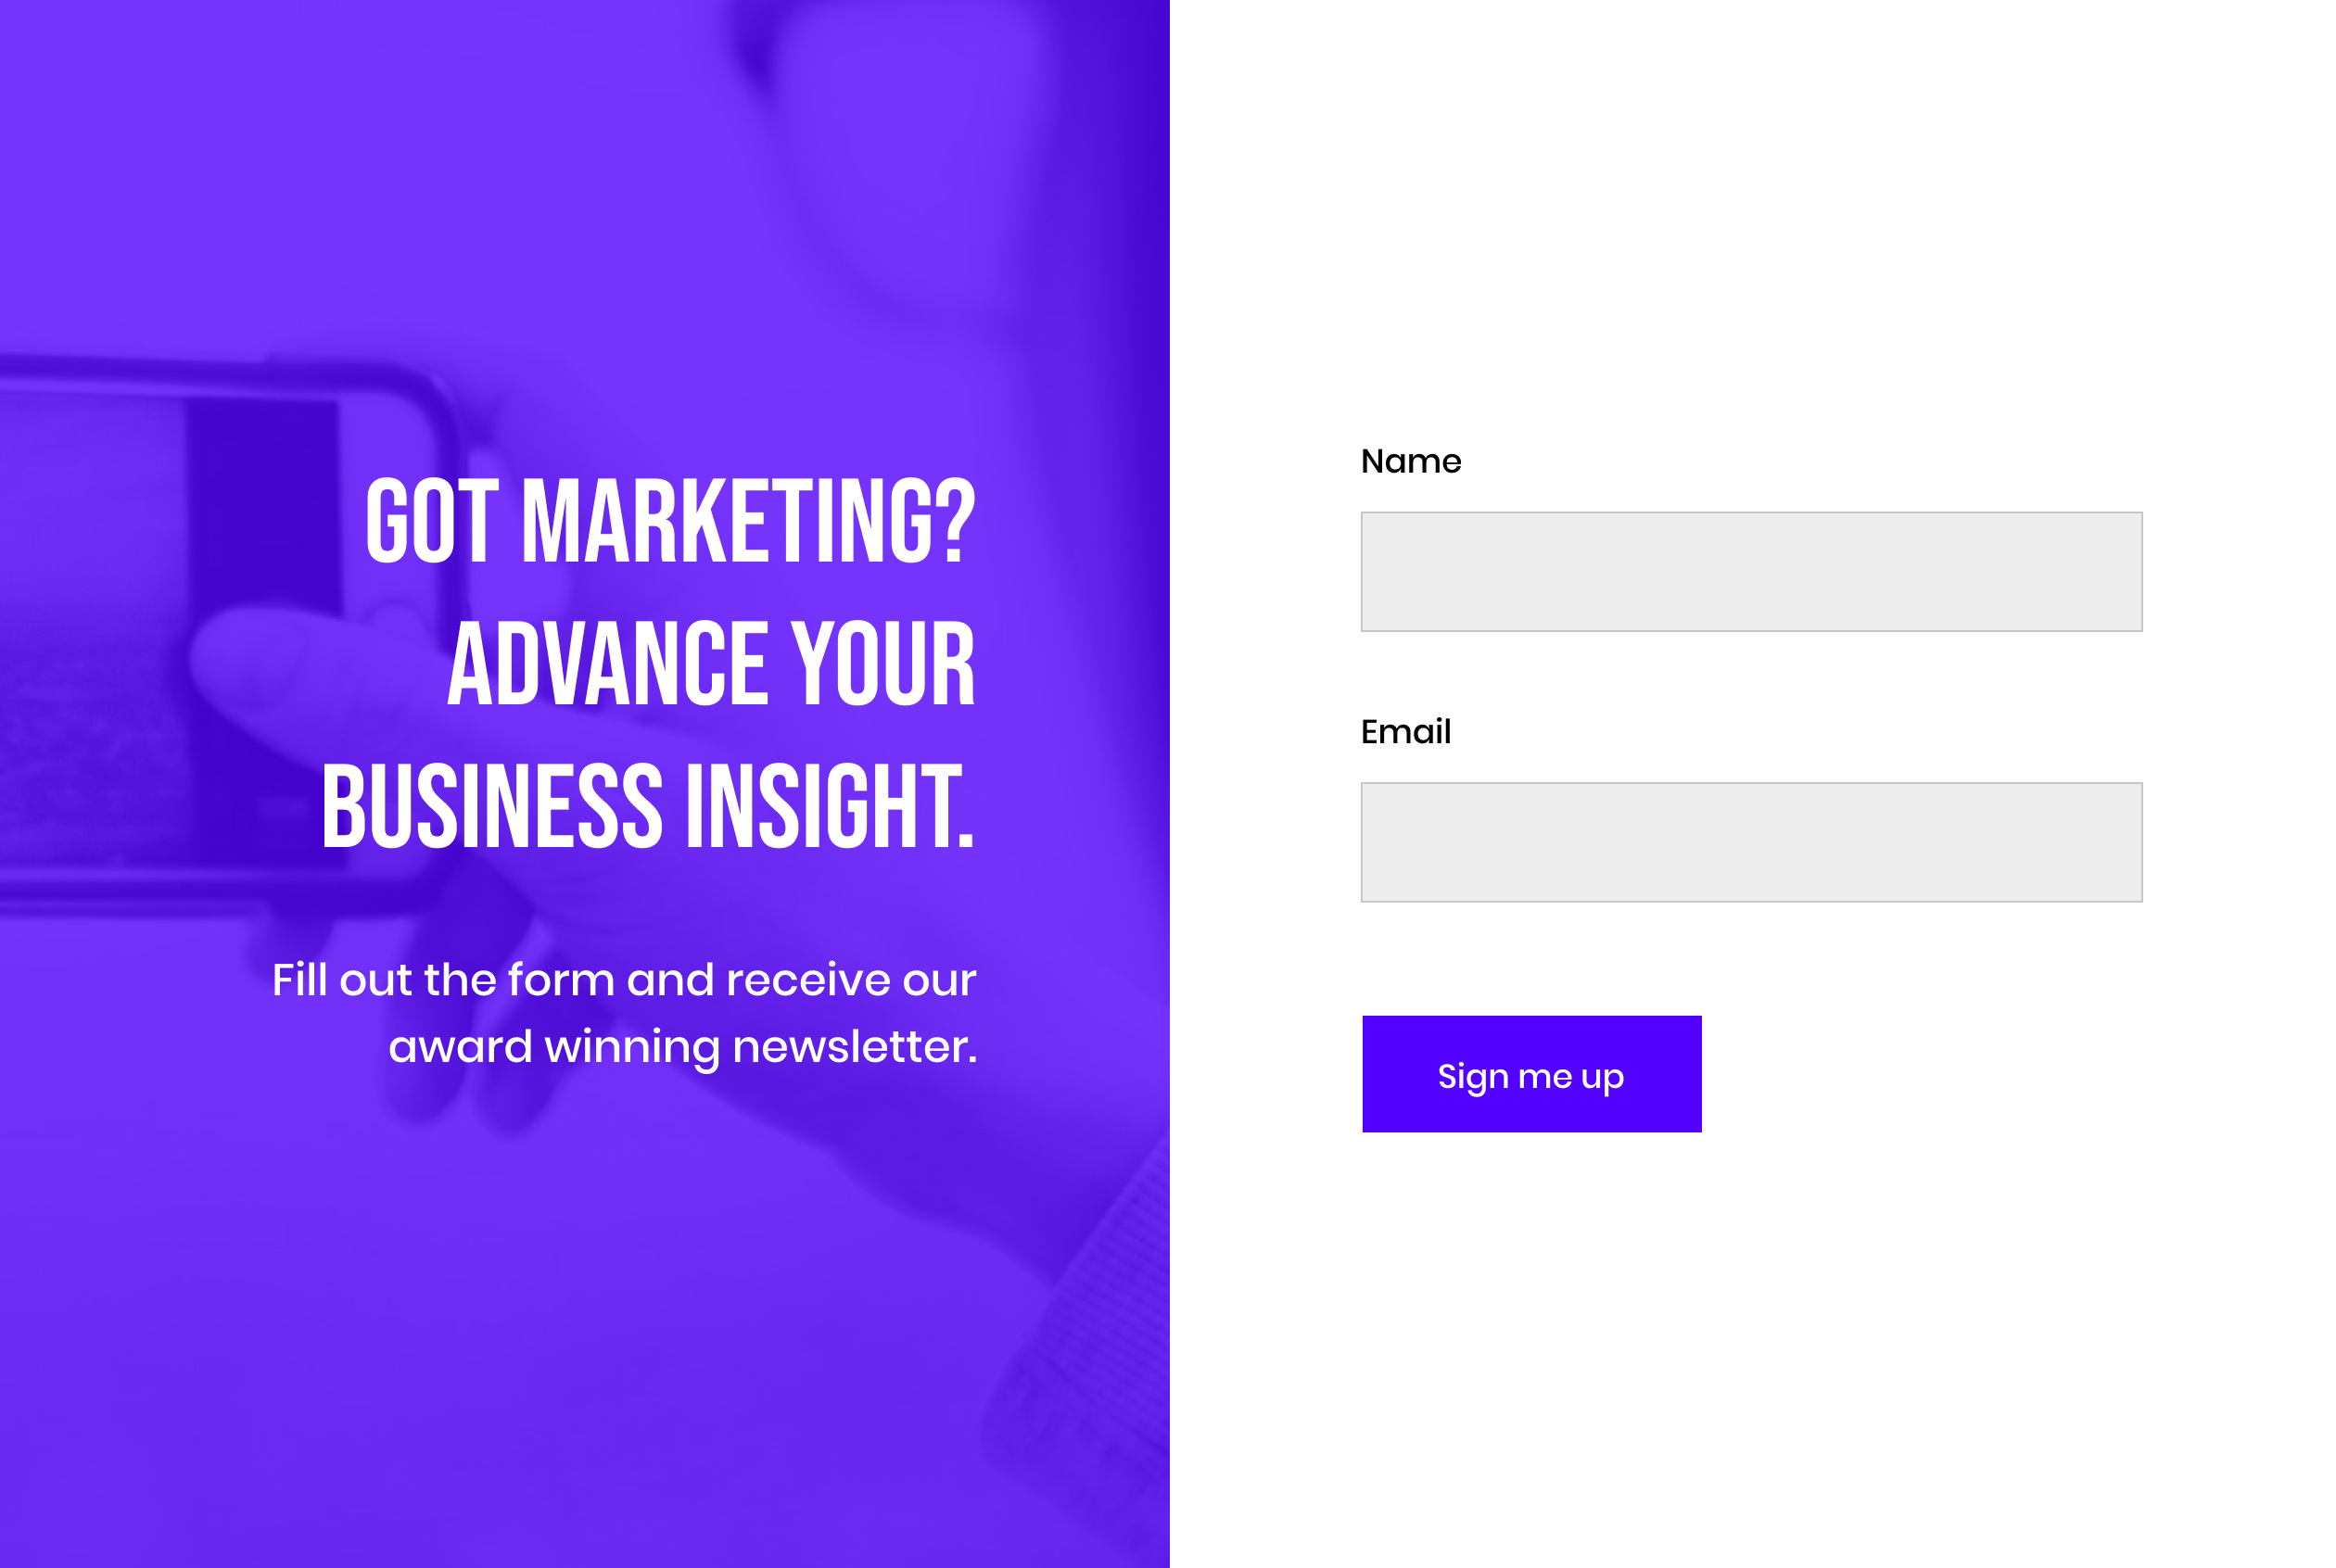 GOT MARKETING?
ADVANCE YOUR
BUSINESS INSIGHT.
Fill out the form and receive our
award winning newsletter.
Name
Email
Sign me up